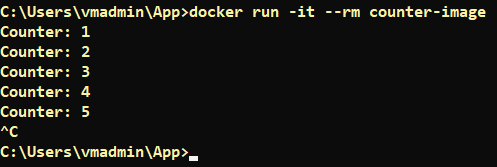 C:\Users\vmadmin\App>docker run -it --rm counter-image
Counter: 1
Counter: 2
Counter: 3
Counter: 4
Counter: 5
^C
C:\Users\vmadmin\App>